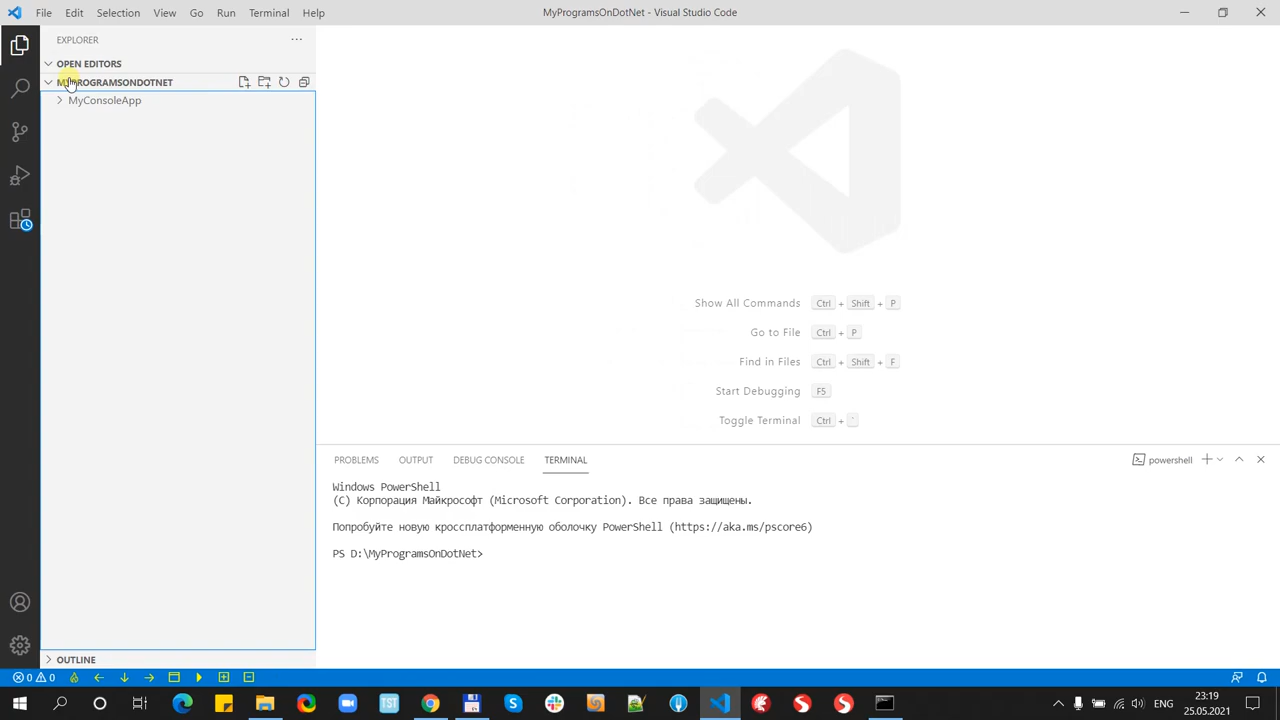 File Edit Selection View Go Run Terminal Help
MyProgramsOnDotNet - Visual Studio Code
EXPLORER
OPEN EDITORS
MYPROGRAMSONDOTNET
MyConsoleApp
Show All Commands Ctrl + Shift + P
Go to File Ctrl + P
Find in Files Ctrl + Shift + F
Start Debugging F5
Toggle Terminal Ctrl + `
PROBLEMS OUTPUT DEBUG CONSOLE TERMINAL
powershell
Windows PowerShell
(C) Корпорация Майкрософт (Microsoft Corporation). Все права защищены.
Попробуйте новую кроссплатформенную оболочку PowerShell (https://aka.ms/pscore6)
PS D:\MyProgramsOnDotNet>
OUTLINE
0 0
TST
ENG
23:19
25.05.2021